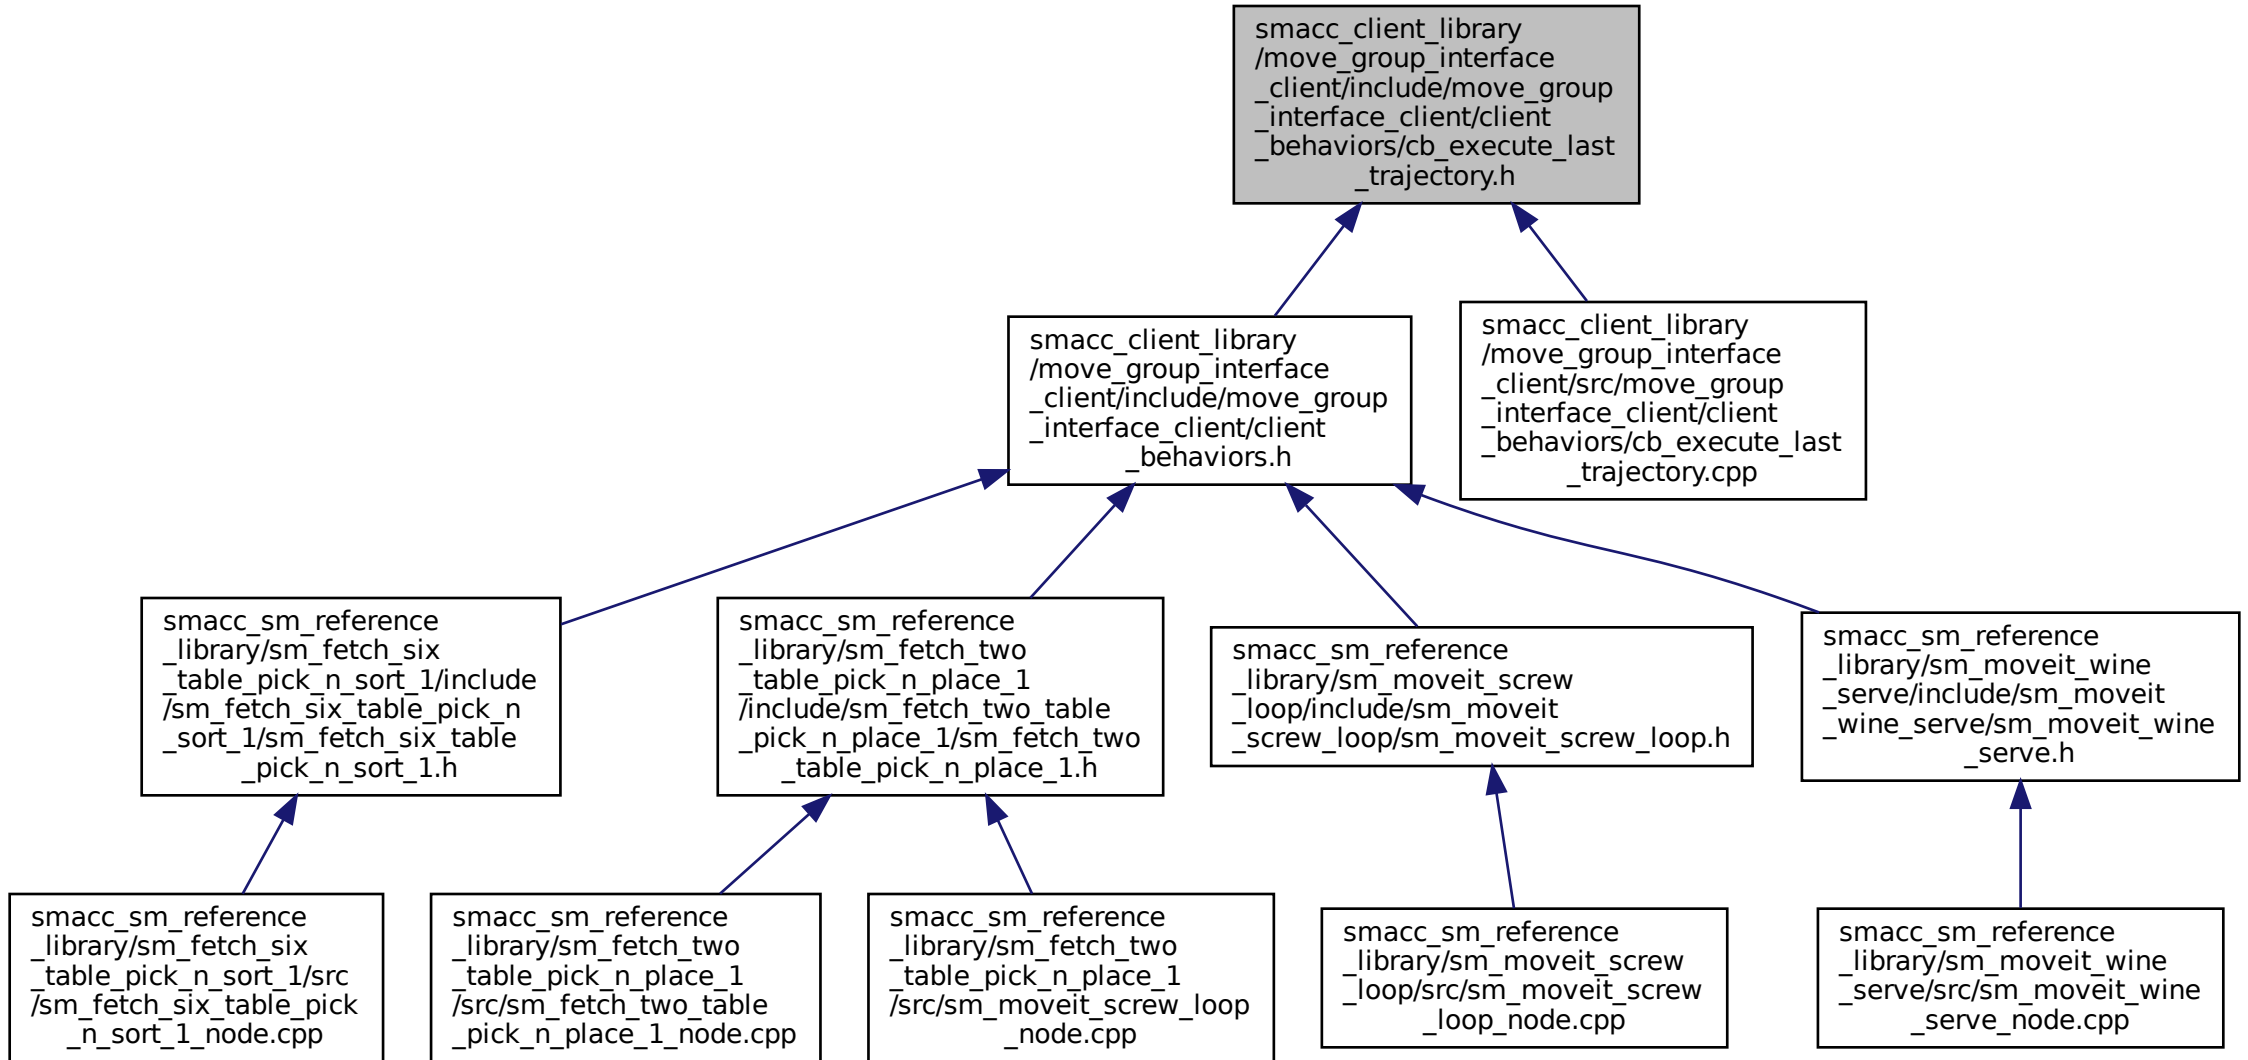 smacc_client_library
/move_group_interface
_client/include/move_group
_interface_client/client
_behaviors/cb_execute_last
_trajectory.h
smacc_client_library
/move_group_interface
_client/include/move_group
_interface_client/client
_behaviors.h
smacc_client_library
/move_group_interface
_client/src/move_group
_interface_client/client
_behaviors/cb_execute_last
_trajectory.cpp
smacc_sm_reference
_library/sm_fetch_six
_table_pick_n_sort_1/include
/sm_fetch_six_table_pick_n
_sort_1/sm_fetch_six_table
_pick_n_sort_1.h
smacc_sm_reference
_library/sm_fetch_two
_table_pick_n_place_1
/include/sm_fetch_two_table
_pick_n_place_1/sm_fetch_two
_table_pick_n_place_1.h
smacc_sm_reference
_library/sm_moveit_screw
_loop/include/sm_moveit
_screw_loop/sm_moveit_screw_loop.h
smacc_sm_reference
_library/sm_moveit_wine
_serve/include/sm_moveit
_wine_serve/sm_moveit_wine
_serve.h
smacc_sm_reference
_library/sm_fetch_six
_table_pick_n_sort_1/src
/sm_fetch_six_table_pick
_n_sort_1_node.cpp
smacc_sm_reference
_library/sm_fetch_two
_table_pick_n_place_1
/src/sm_fetch_two_table
_pick_n_place_1_node.cpp
smacc_sm_reference
_library/sm_fetch_two
_table_pick_n_place_1
/src/sm_moveit_screw_loop
_node.cpp
smacc_sm_reference
_library/sm_moveit_screw
_loop/src/sm_moveit_screw
_loop_node.cpp
smacc_sm_reference
_library/sm_moveit_wine
_serve/src/sm_moveit_wine
_serve_node.cpp